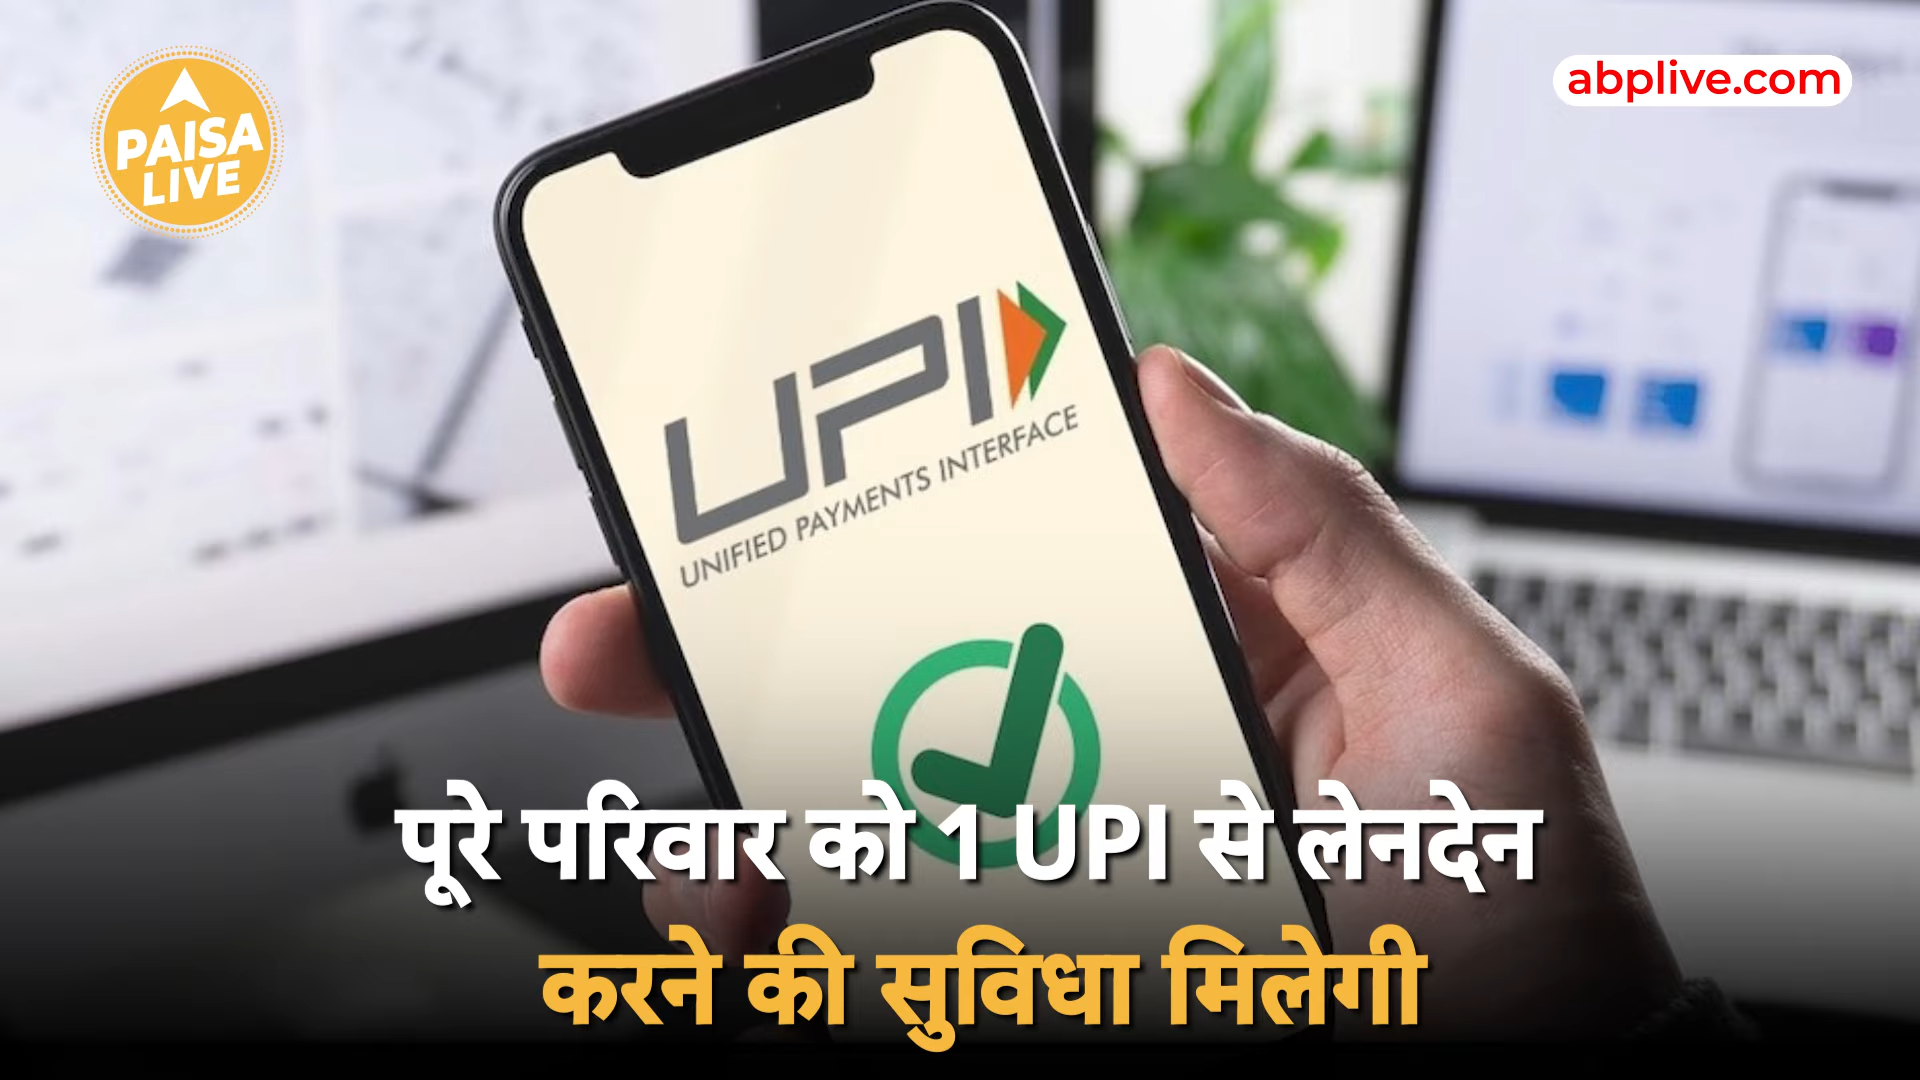 PAISA
LIVE
abplive.com
UPI
UNIFIED PAYMENTS INTERFACE
पूरे परिवार को 1 UPI से लेनदेन
करने की सुविधा मिलेगी